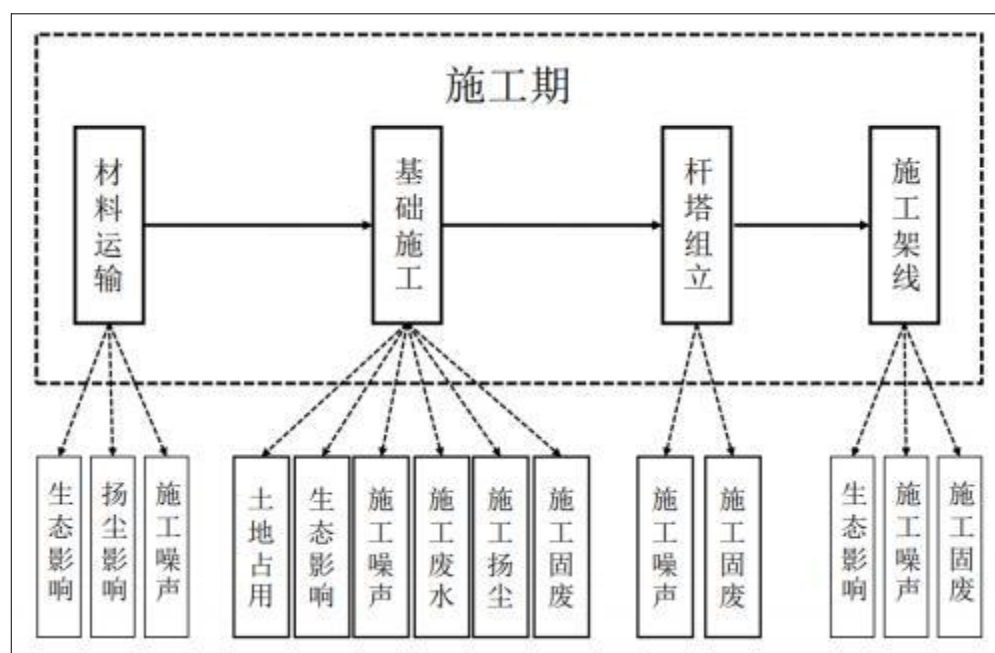 施工期
材料运输
基础施工
杆塔组立
施工架线
生态影响
扬尘影响
施工噪声
土地占用
生态影响
施工噪声
施工废水
施工扬尘
施工固废
施工噪声
施工固废
生态影响
施工噪声
施工固废